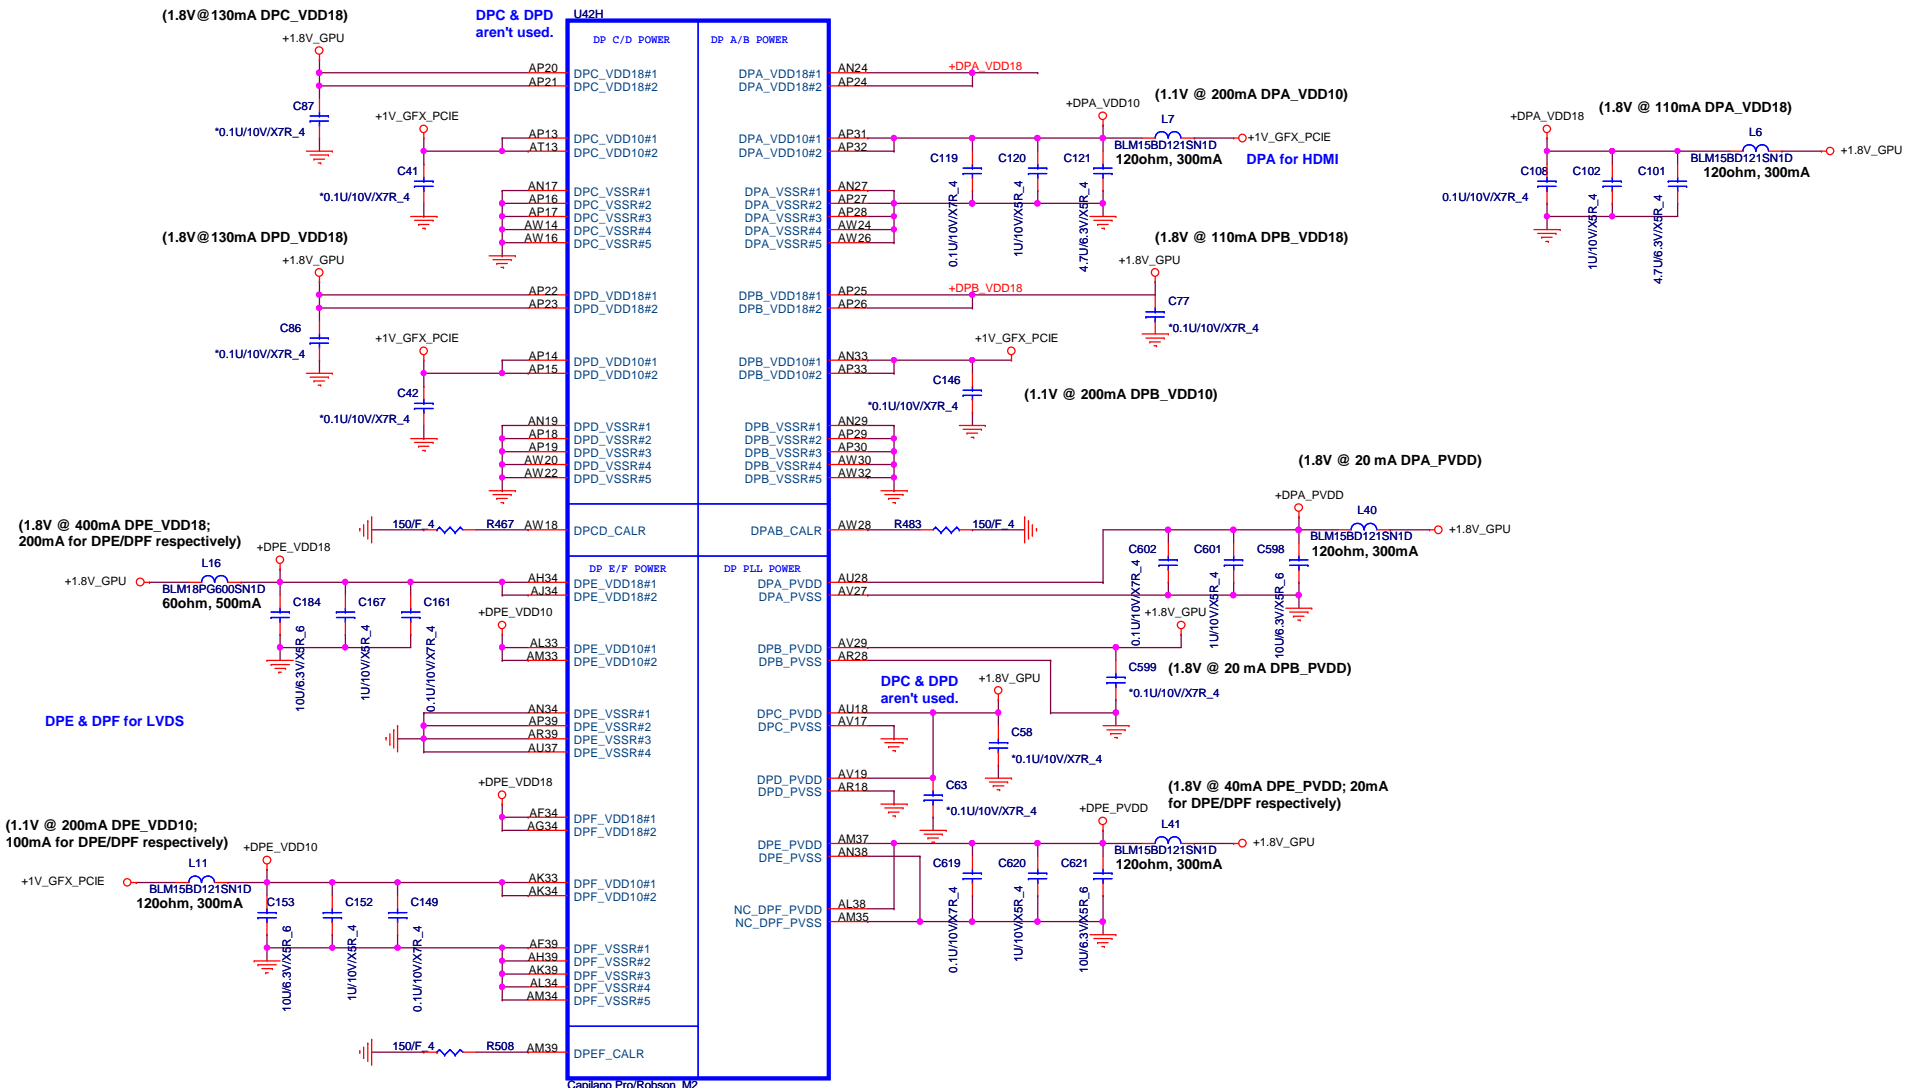 (1.8V@130mA DPC_VDD18)
+1.8V_GPU
DPC & DPD
aren't used.
U42H
DP C/D POWER
DP A/B POWER
AP20
DPC_VDD18#1
AP21
DPC_VDD18#2
C87
*0.1U/10V/X7R_4
+1V_GFX_PCIE
AP13
DPC_VDD10#1
AT13
DPC_VDD10#2
C41
*0.1U/10V/X7R_4
AN17
DPC_VSSR#1
AP16
DPC_VSSR#2
AP17
DPC_VSSR#3
AW14
DPC_VSSR#4
AW16
DPC_VSSR#5
(1.8V@130mA DPD_VDD18)
+1.8V_GPU
AP22
DPD_VDD18#1
AP23
DPD_VDD18#2
C86
*0.1U/10V/X7R_4
+1V_GFX_PCIE
AP14
DPD_VDD10#1
AP15
DPD_VDD10#2
C42
*0.1U/10V/X7R_4
AN19
DPD_VSSR#1
AP18
DPD_VSSR#2
AP19
DPD_VSSR#3
AW20
DPD_VSSR#4
AW22
DPD_VSSR#5
150/F_4
R467
AW18
DPCD_CALR
(1.8V @ 400mA DPE_VDD18;
200mA for DPE/DPF respectively)
+DPE_VDD18
L16
+1.8V_GPU
BLM18PG600SN1D
60ohm, 500mA
C184
C167
C161
10U/6.3V/X5R_6
1U/10V/X5R_4
0.1U/10V/X7R_4
DP E/F POWER
DP PLL POWER
AH34
DPE_VDD18#1
AJ34
DPE_VDD18#2
+DPE_VDD10
AL33
DPE_VDD10#1
AM33
DPE_VDD10#2
DPE & DPF for LVDS
AN34
DPE_VSSR#1
AP39
DPE_VSSR#2
AR39
DPE_VSSR#3
AU37
DPE_VSSR#4
+DPE_VDD18
AF34
DPF_VDD18#1
AG34
DPF_VDD18#2
(1.1V @ 200mA DPE_VDD10;
100mA for DPE/DPF respectively)
+DPE_VDD10
L11
+1V_GFX_PCIE
BLM15BD121SN1D
120ohm, 300mA
C153
C152
C149
10U/6.3V/X5R_6
1U/10V/X5R_4
0.1U/10V/X7R_4
AK33
DPF_VDD10#1
AK34
DPF_VDD10#2
AF39
DPF_VSSR#1
AH39
DPF_VSSR#2
AK39
DPF_VSSR#3
AL34
DPF_VSSR#4
AM34
DPF_VSSR#5
150/F_4
R508
AM39
DPEF_CALR
Capilano Pro/Robson_M2
DPA_VDD18#1
AN24
+DPA_VDD18
DPA_VDD18#2
AP24
(1.1V @ 200mA DPA_VDD10)
+DPA_VDD10
L7
+1V_GFX_PCIE
BLM15BD121SN1D
120ohm, 300mA
DPA for HDMI
DPA_VDD10#1
AP31
DPA_VDD10#2
AP32
C119
C120
C121
0.1U/10V/X7R_4
1U/10V/X5R_4
4.7U/6.3V/X5R_4
DPA_VSSR#1
AN27
DPA_VSSR#2
AP27
DPA_VSSR#3
AP28
DPA_VSSR#4
AW24
DPA_VSSR#5
AW26
(1.8V @ 110mA DPA_VDD18)
+DPA_VDD18
L6
+1.8V_GPU
BLM15BD121SN1D
120ohm, 300mA
C108
C102
C101
0.1U/10V/X7R_4
1U/10V/X5R_4
4.7U/6.3V/X5R_4
(1.8V @ 110mA DPB_VDD18)
+1.8V_GPU
DPB_VDD18#1
AP25
+DPB_VDD18
DPB_VDD18#2
AP26
C77
*0.1U/10V/X7R_4
+1V_GFX_PCIE
DPB_VDD10#1
AN33
DPB_VDD10#2
AP33
C146
*0.1U/10V/X7R_4
(1.1V @ 200mA DPB_VDD10)
DPB_VSSR#1
AN29
DPB_VSSR#2
AP29
DPB_VSSR#3
AP30
DPB_VSSR#4
AW30
DPB_VSSR#5
AW32
DPAB_CALR
AW28
R483
150/F_4
(1.8V @ 20 mA DPA_PVDD)
+DPA_PVDD
L40
+1.8V_GPU
BLM15BD121SN1D
120ohm, 300mA
C602
C601
C598
0.1U/10V/X7R_4
1U/10V/X5R_4
10U/6.3V/X5R_6
DPA_PVDD
AU28
DPA_PVSS
AV27
+1.8V_GPU
DPB_PVDD
AV29
DPB_PVSS
AR28
C599
*0.1U/10V/X7R_4
(1.8V @ 20 mA DPB_PVDD)
DPC & DPD
aren't used.
+1.8V_GPU
DPC_PVDD
AU18
DPC_PVSS
AV17
C58
*0.1U/10V/X7R_4
DPD_PVDD
AV19
DPD_PVSS
AR18
C63
*0.1U/10V/X7R_4
(1.8V @ 40mA DPE_PVDD; 20mA
for DPE/DPF respectively)
+DPE_PVDD
L41
+1.8V_GPU
BLM15BD121SN1D
120ohm, 300mA
DPE_PVDD
AM37
DPE_PVSS
AN38
C619
C620
C621
0.1U/10V/X7R_4
1U/10V/X5R_4
10U/6.3V/X5R_6
NC_DPF_PVDD
AL38
NC_DPF_PVSS
AM35